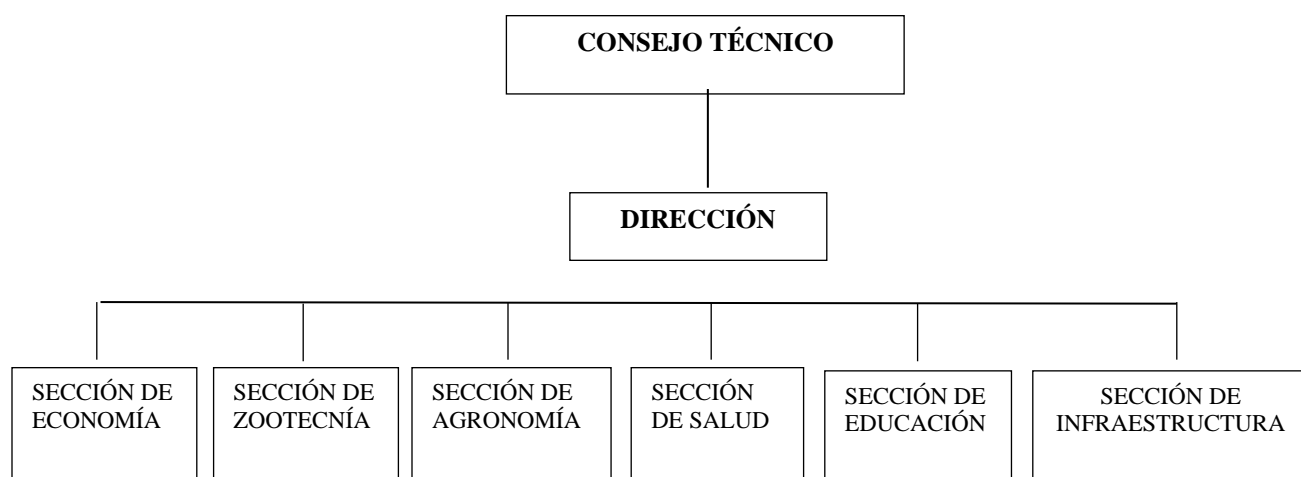 CONSEJO TÉCNICO
DIRECCIÓN
SECCIÓN DE
ECONOMÍA
SECCIÓN DE
ZOOTECNÍA
SECCIÓN DE
AGRONOMÍA
SECCIÓN
DE SALUD
SECCIÓN DE
EDUCACIÓN
SECCIÓN DE
INFRAESTRUCTURA